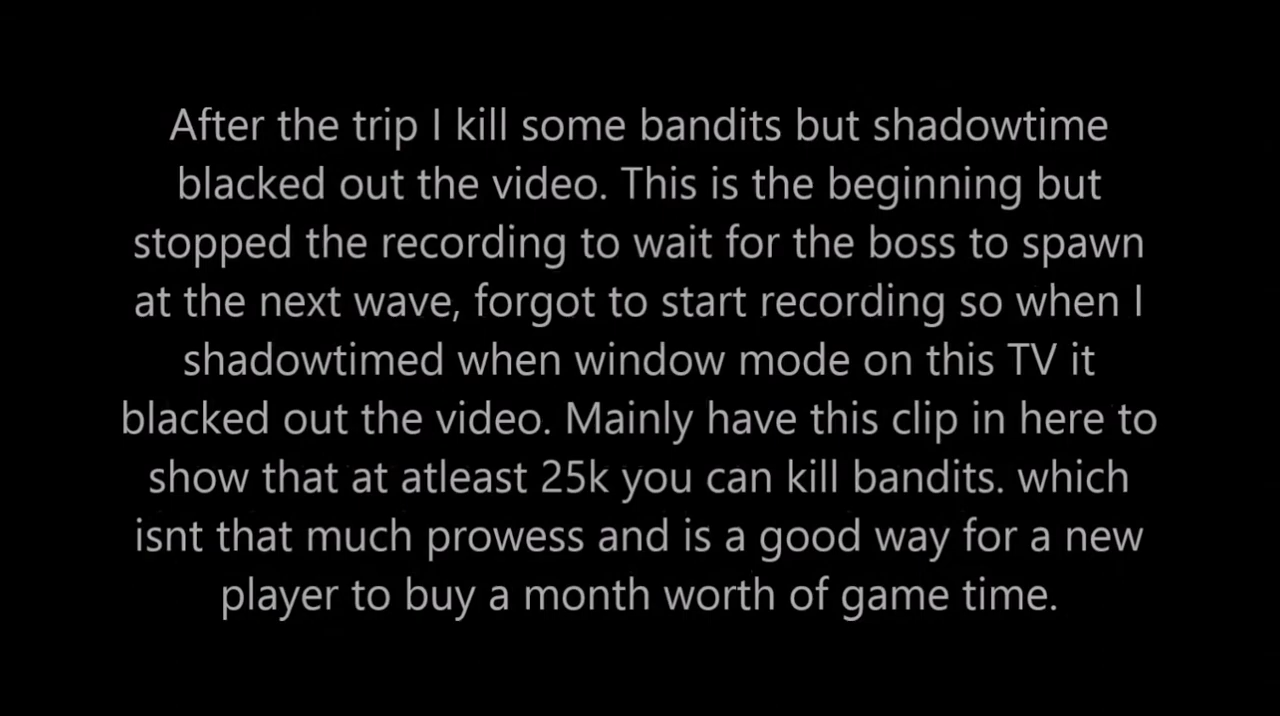 After the trip I kill some bandits but shadowtime
blacked out the video. This is the beginning but
stopped the recording to wait for the boss to spawn
at the next wave, forgot to start recording so when I
shadowtimed when window mode on this TV it
blacked out the video. Mainly have this clip in here to
show that at atleast 25k you can kill bandits. which
isnt that much prowess and is a good way for a new
player to buy a month worth of game time.